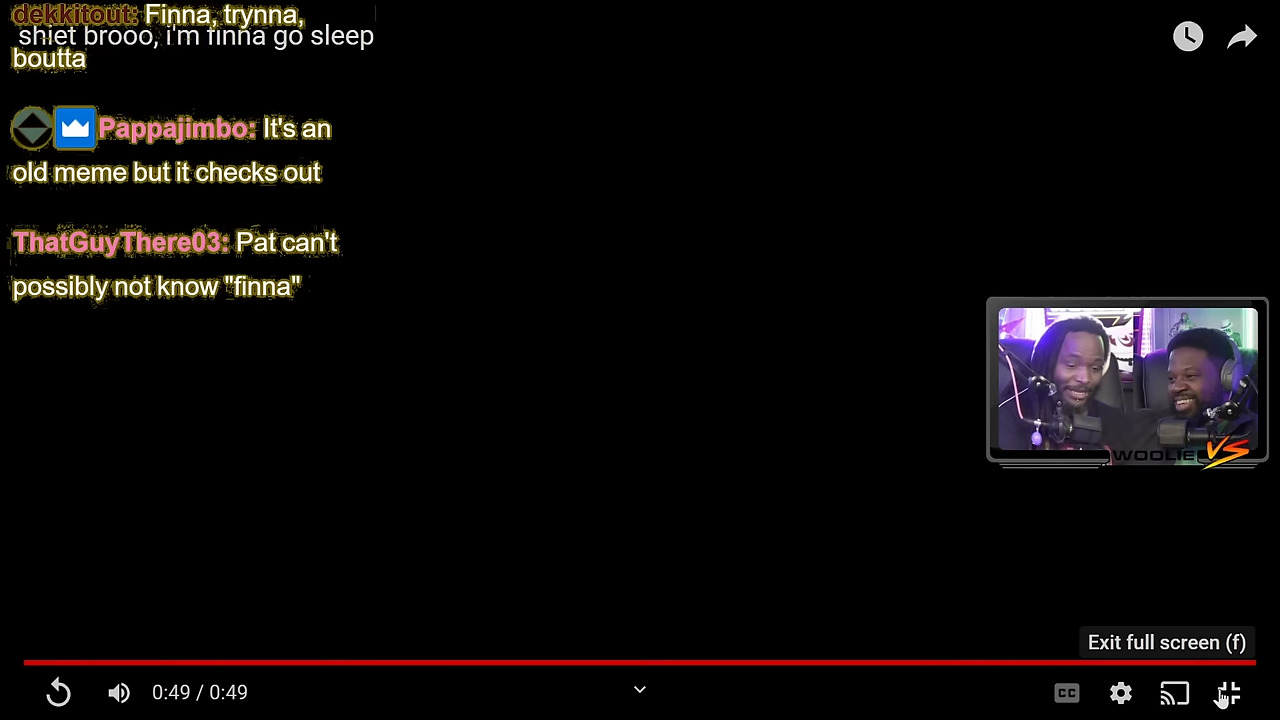 dekkitout: Finna, trynna,
shiet brooo, i'm finna go sleep
boutta
Pappajimbo: It's an
old meme but it checks out
ThatGuyThere03: Pat can't
possibly not know "finna"
WOOLIE VS
Exit full screen (f)
0:49 / 0:49
CC